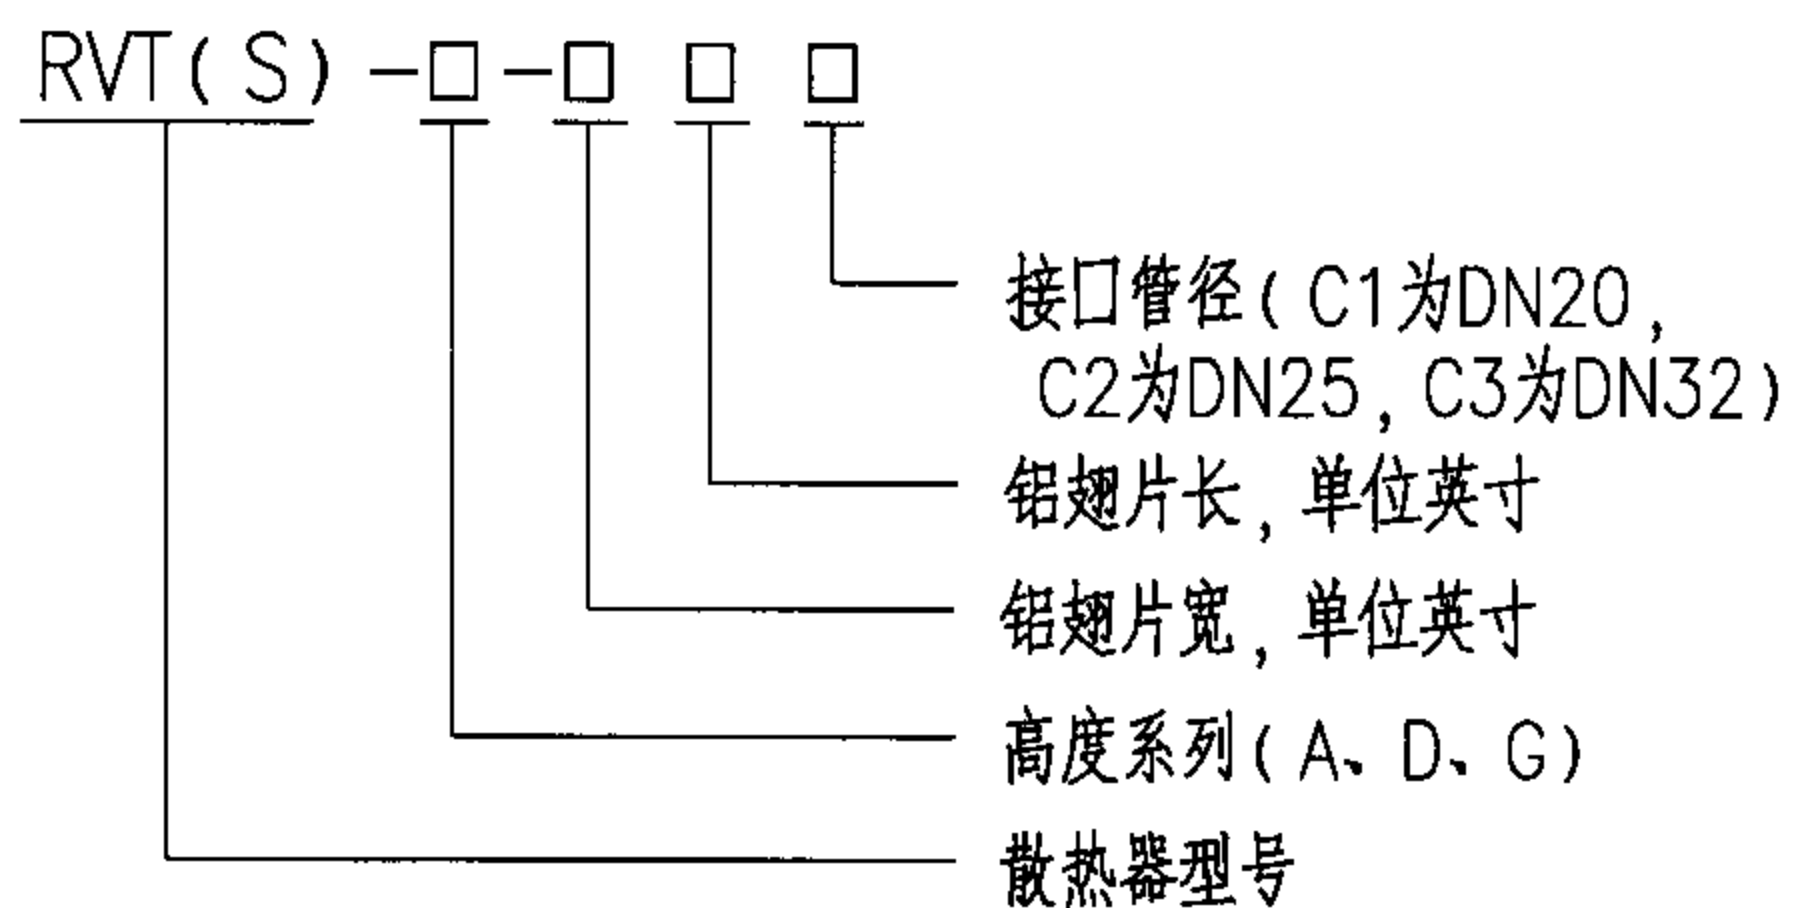 RVT(S)-□-□ □ □
接口管径(C1为DN20,
C2为DN25,C3为DN32)
铝翅片长,单位英寸
铝翅片宽,单位英寸
高度系列(A、D、G)
散热器型号